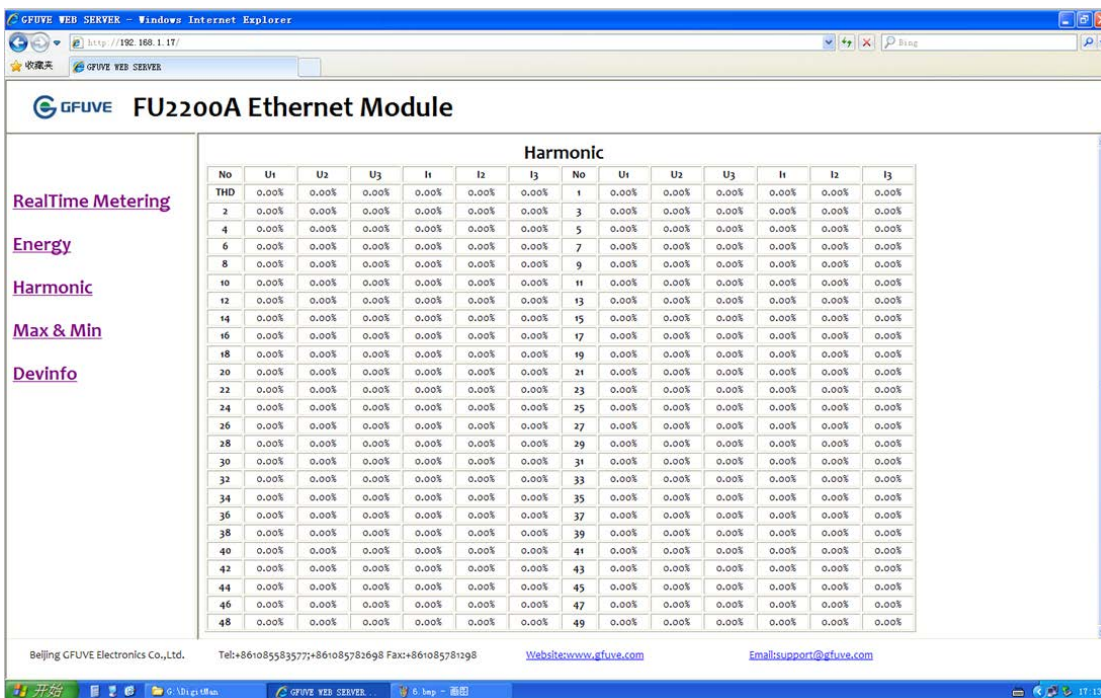 GFUVE WEB SERVER - Windows Internet Explorer
http://192.168.1.17/
Bing
收藏夹 GFUVE WEB SERVER
GFUVE FU2200A Ethernet Module
RealTime Metering
Energy
Harmonic
Max & Min
Devinfo
Harmonic
No U1 U2 U3 I1 I2 I3 No U1 U2 U3 I1 I2 I3
THD 0.00% 0.00% 0.00% 0.00% 0.00% 0.00% 1 0.00% 0.00% 0.00% 0.00% 0.00% 0.00%
2 0.00% 0.00% 0.00% 0.00% 0.00% 0.00% 3 0.00% 0.00% 0.00% 0.00% 0.00% 0.00%
4 0.00% 0.00% 0.00% 0.00% 0.00% 0.00% 5 0.00% 0.00% 0.00% 0.00% 0.00% 0.00%
6 0.00% 0.00% 0.00% 0.00% 0.00% 0.00% 7 0.00% 0.00% 0.00% 0.00% 0.00% 0.00%
8 0.00% 0.00% 0.00% 0.00% 0.00% 0.00% 9 0.00% 0.00% 0.00% 0.00% 0.00% 0.00%
10 0.00% 0.00% 0.00% 0.00% 0.00% 0.00% 11 0.00% 0.00% 0.00% 0.00% 0.00% 0.00%
12 0.00% 0.00% 0.00% 0.00% 0.00% 0.00% 13 0.00% 0.00% 0.00% 0.00% 0.00% 0.00%
14 0.00% 0.00% 0.00% 0.00% 0.00% 0.00% 15 0.00% 0.00% 0.00% 0.00% 0.00% 0.00%
16 0.00% 0.00% 0.00% 0.00% 0.00% 0.00% 17 0.00% 0.00% 0.00% 0.00% 0.00% 0.00%
18 0.00% 0.00% 0.00% 0.00% 0.00% 0.00% 19 0.00% 0.00% 0.00% 0.00% 0.00% 0.00%
20 0.00% 0.00% 0.00% 0.00% 0.00% 0.00% 21 0.00% 0.00% 0.00% 0.00% 0.00% 0.00%
22 0.00% 0.00% 0.00% 0.00% 0.00% 0.00% 23 0.00% 0.00% 0.00% 0.00% 0.00% 0.00%
24 0.00% 0.00% 0.00% 0.00% 0.00% 0.00% 25 0.00% 0.00% 0.00% 0.00% 0.00% 0.00%
26 0.00% 0.00% 0.00% 0.00% 0.00% 0.00% 27 0.00% 0.00% 0.00% 0.00% 0.00% 0.00%
28 0.00% 0.00% 0.00% 0.00% 0.00% 0.00% 29 0.00% 0.00% 0.00% 0.00% 0.00% 0.00%
30 0.00% 0.00% 0.00% 0.00% 0.00% 0.00% 31 0.00% 0.00% 0.00% 0.00% 0.00% 0.00%
32 0.00% 0.00% 0.00% 0.00% 0.00% 0.00% 33 0.00% 0.00% 0.00% 0.00% 0.00% 0.00%
34 0.00% 0.00% 0.00% 0.00% 0.00% 0.00% 35 0.00% 0.00% 0.00% 0.00% 0.00% 0.00%
36 0.00% 0.00% 0.00% 0.00% 0.00% 0.00% 37 0.00% 0.00% 0.00% 0.00% 0.00% 0.00%
38 0.00% 0.00% 0.00% 0.00% 0.00% 0.00% 39 0.00% 0.00% 0.00% 0.00% 0.00% 0.00%
40 0.00% 0.00% 0.00% 0.00% 0.00% 0.00% 41 0.00% 0.00% 0.00% 0.00% 0.00% 0.00%
42 0.00% 0.00% 0.00% 0.00% 0.00% 0.00% 43 0.00% 0.00% 0.00% 0.00% 0.00% 0.00%
44 0.00% 0.00% 0.00% 0.00% 0.00% 0.00% 45 0.00% 0.00% 0.00% 0.00% 0.00% 0.00%
46 0.00% 0.00% 0.00% 0.00% 0.00% 0.00% 47 0.00% 0.00% 0.00% 0.00% 0.00% 0.00%
48 0.00% 0.00% 0.00% 0.00% 0.00% 0.00% 49 0.00% 0.00% 0.00% 0.00% 0.00% 0.00%
Beijing GFUVE Electronics Co.,Ltd. Tel:+861085583577;+861085782698 Fax:+861085781298 Website:www.gfuve.com Email:support@gfuve.com
开始 G:\DigitMan GFUVE WEB SERVER... 6.bmp - 画图 17:13